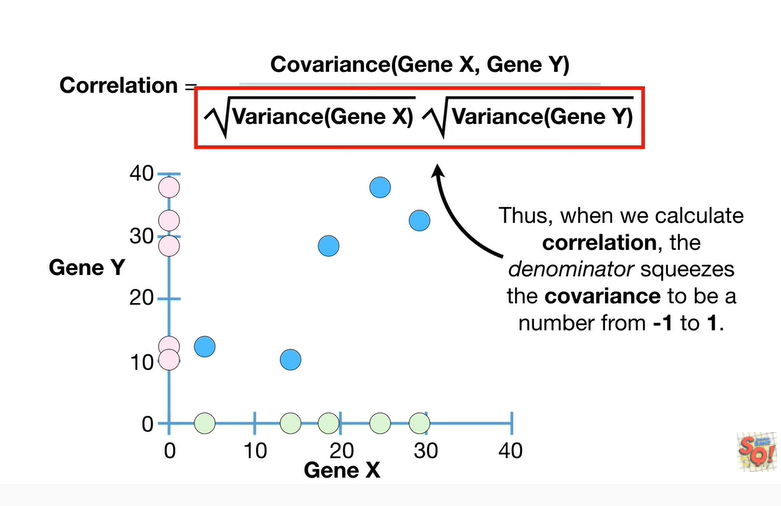 Covariance(Gene X, Gene Y)
Correlation =
√Variance(Gene X) √Variance(Gene Y)
40
30
Gene Y
20
10
0
0 10 20 30 40
Gene X
Thus, when we calculate
correlation, the
denominator squeezes
the covariance to be a
number from -1 to 1.
SQ!